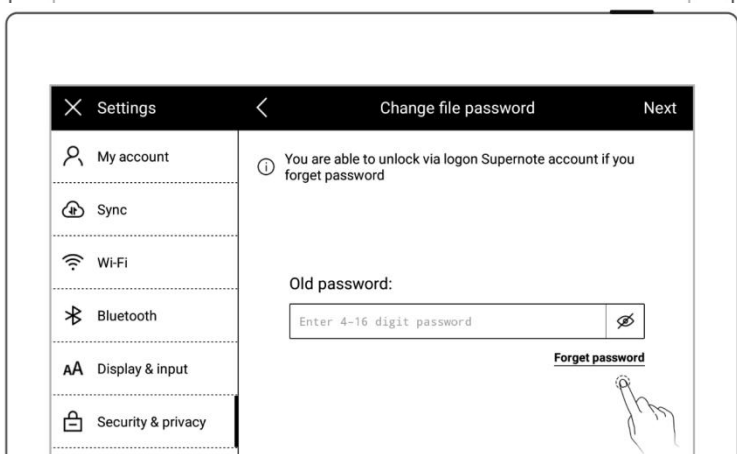 Settings
Change file password
Next
My account
Sync
Wi-Fi
Bluetooth
Display & input
Security & privacy
You are able to unlock via logon Supernote account if you
forget password
Old password:
Enter 4-16 digit password
Forget password